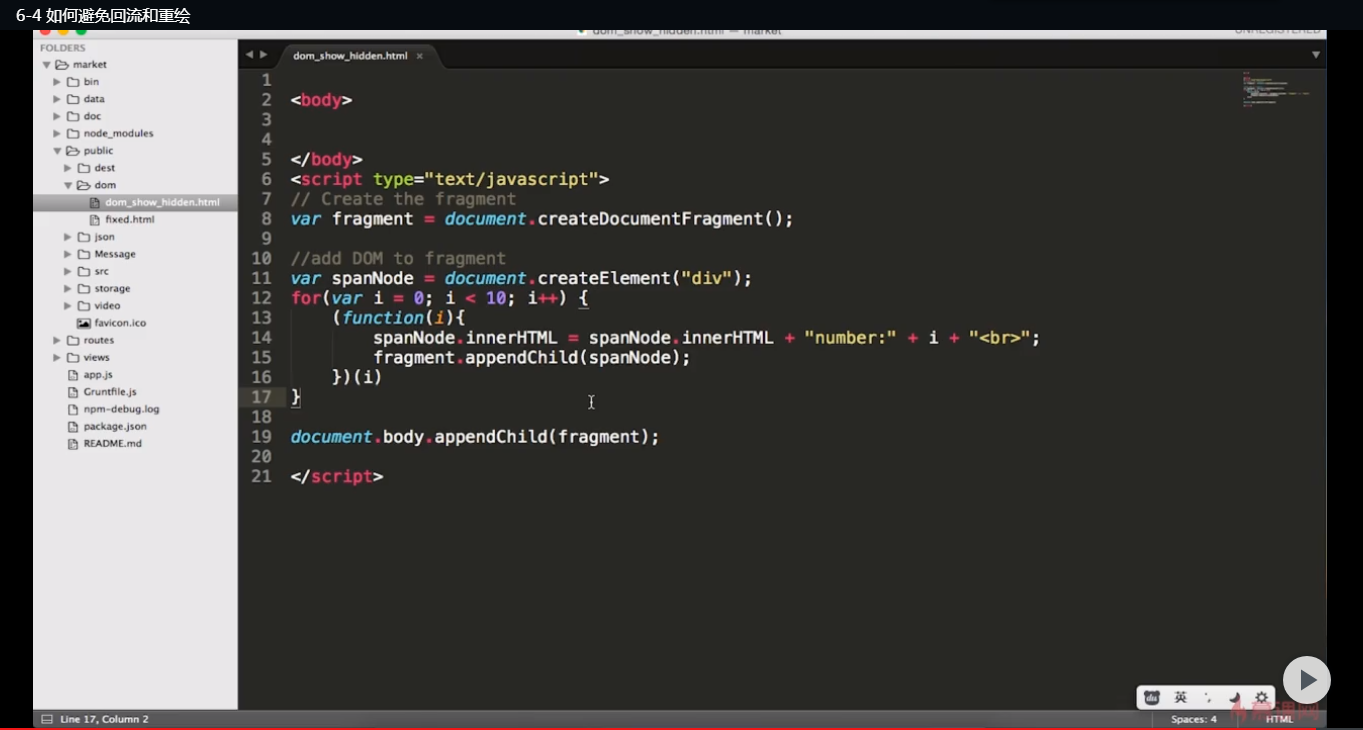 6-4 如何避免回流和重绘
dom_show_hidden.html — market
UNREGISTERED
FOLDERS
market
bin
data
doc
node_modules
public
dest
dom
dom_show_hidden.html
fixed.html
json
Message
src
storage
video
favicon.ico
routes
views
app.js
Gruntfile.js
npm-debug.log
package.json
README.md
dom_show_hidden.html ×
1
2 <body>
3
4
5 </body>
6 <script type="text/javascript">
7 // Create the fragment
8 var fragment = document.createDocumentFragment();
9
10 //add DOM to fragment
11 var spanNode = document.createElement("div");
12 for(var i = 0; i < 10; i++) {
13 (function(i){
14 spanNode.innerHTML = spanNode.innerHTML + "number:" + i + "<br>";
15 fragment.appendChild(spanNode);
16 })(i)
17 }
18
19 document.body.appendChild(fragment);
20
21 </script>
英
慕课网
Line 17, Column 2
Spaces: 4
HTML